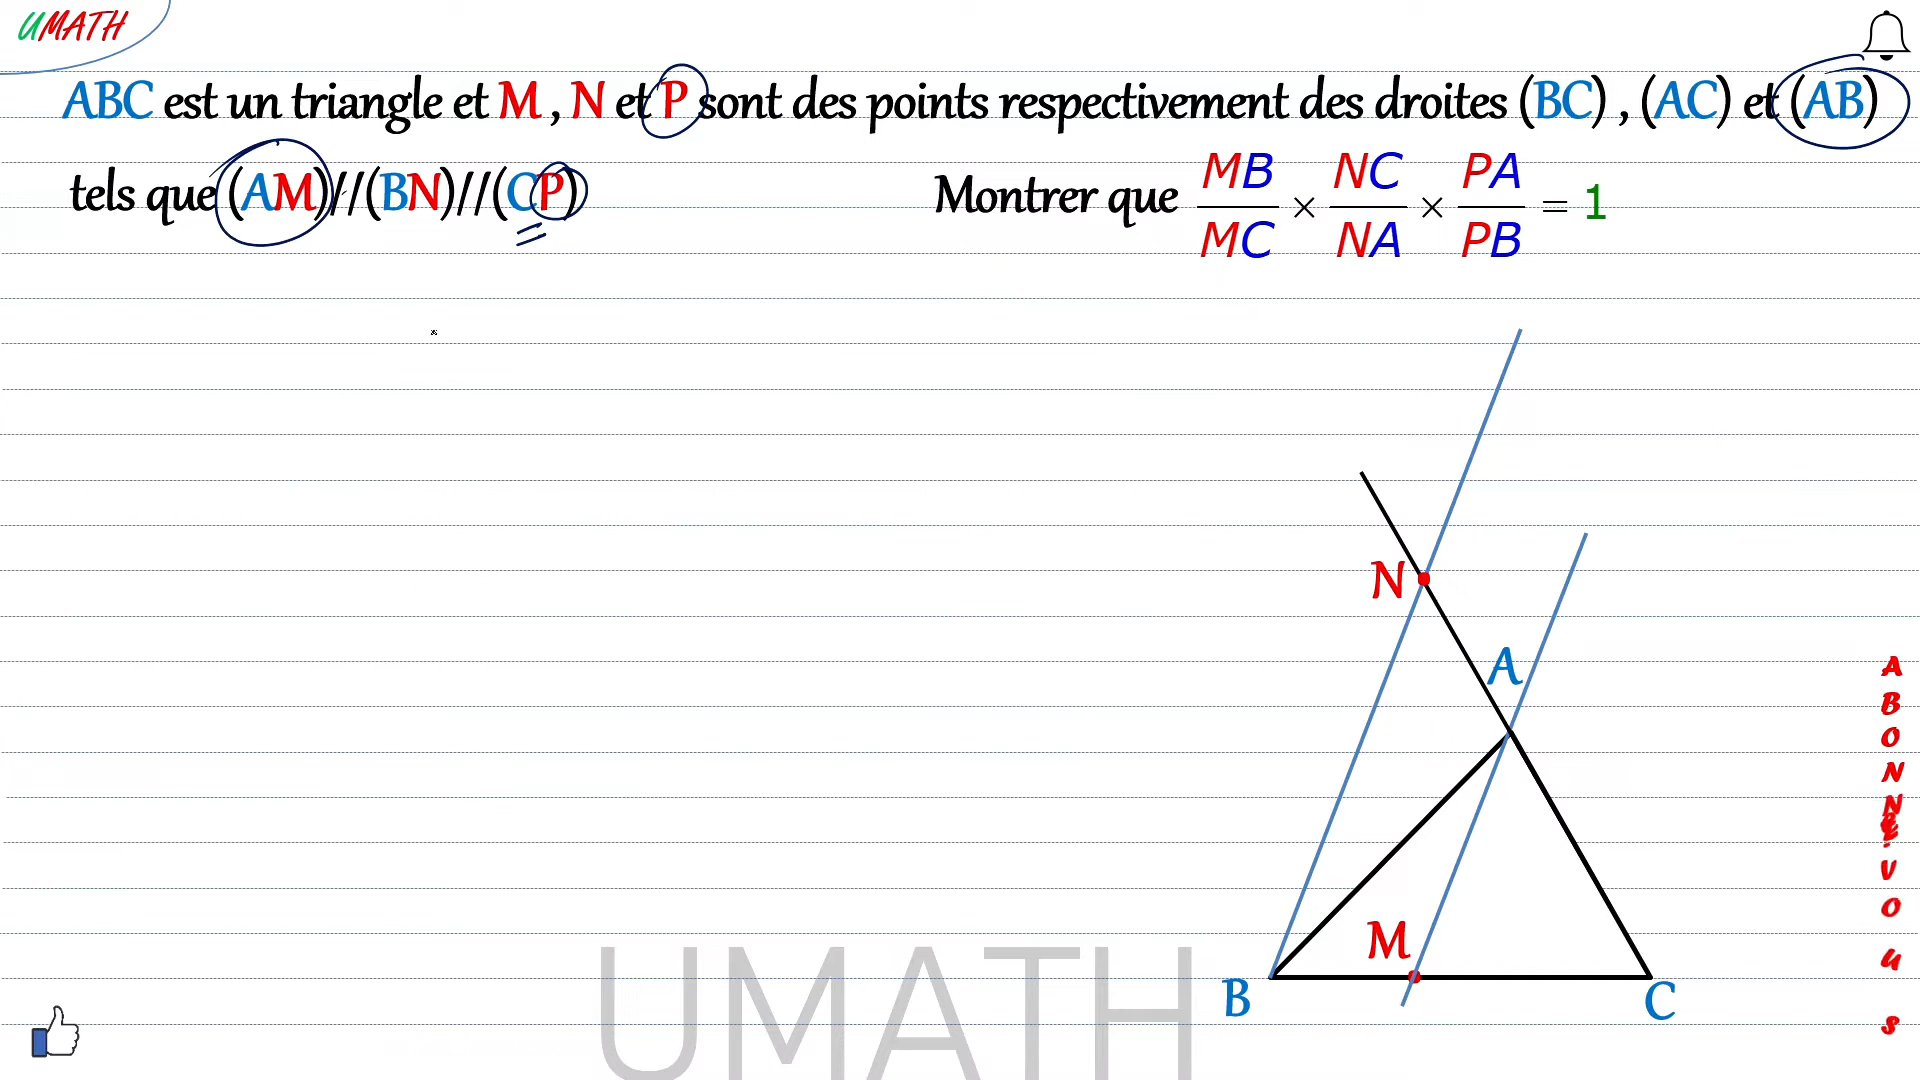 UMATH
ABC est un triangle et M , N et P sont des points respectivement des droites (BC) , (AC) et (AB)
tels que (AM)//(BN)//(CP)
Montrer que MB/MC × NC/NA × PA/PB = 1
N
A
M
B
C
UMATH
ABONNEZ
VOUS